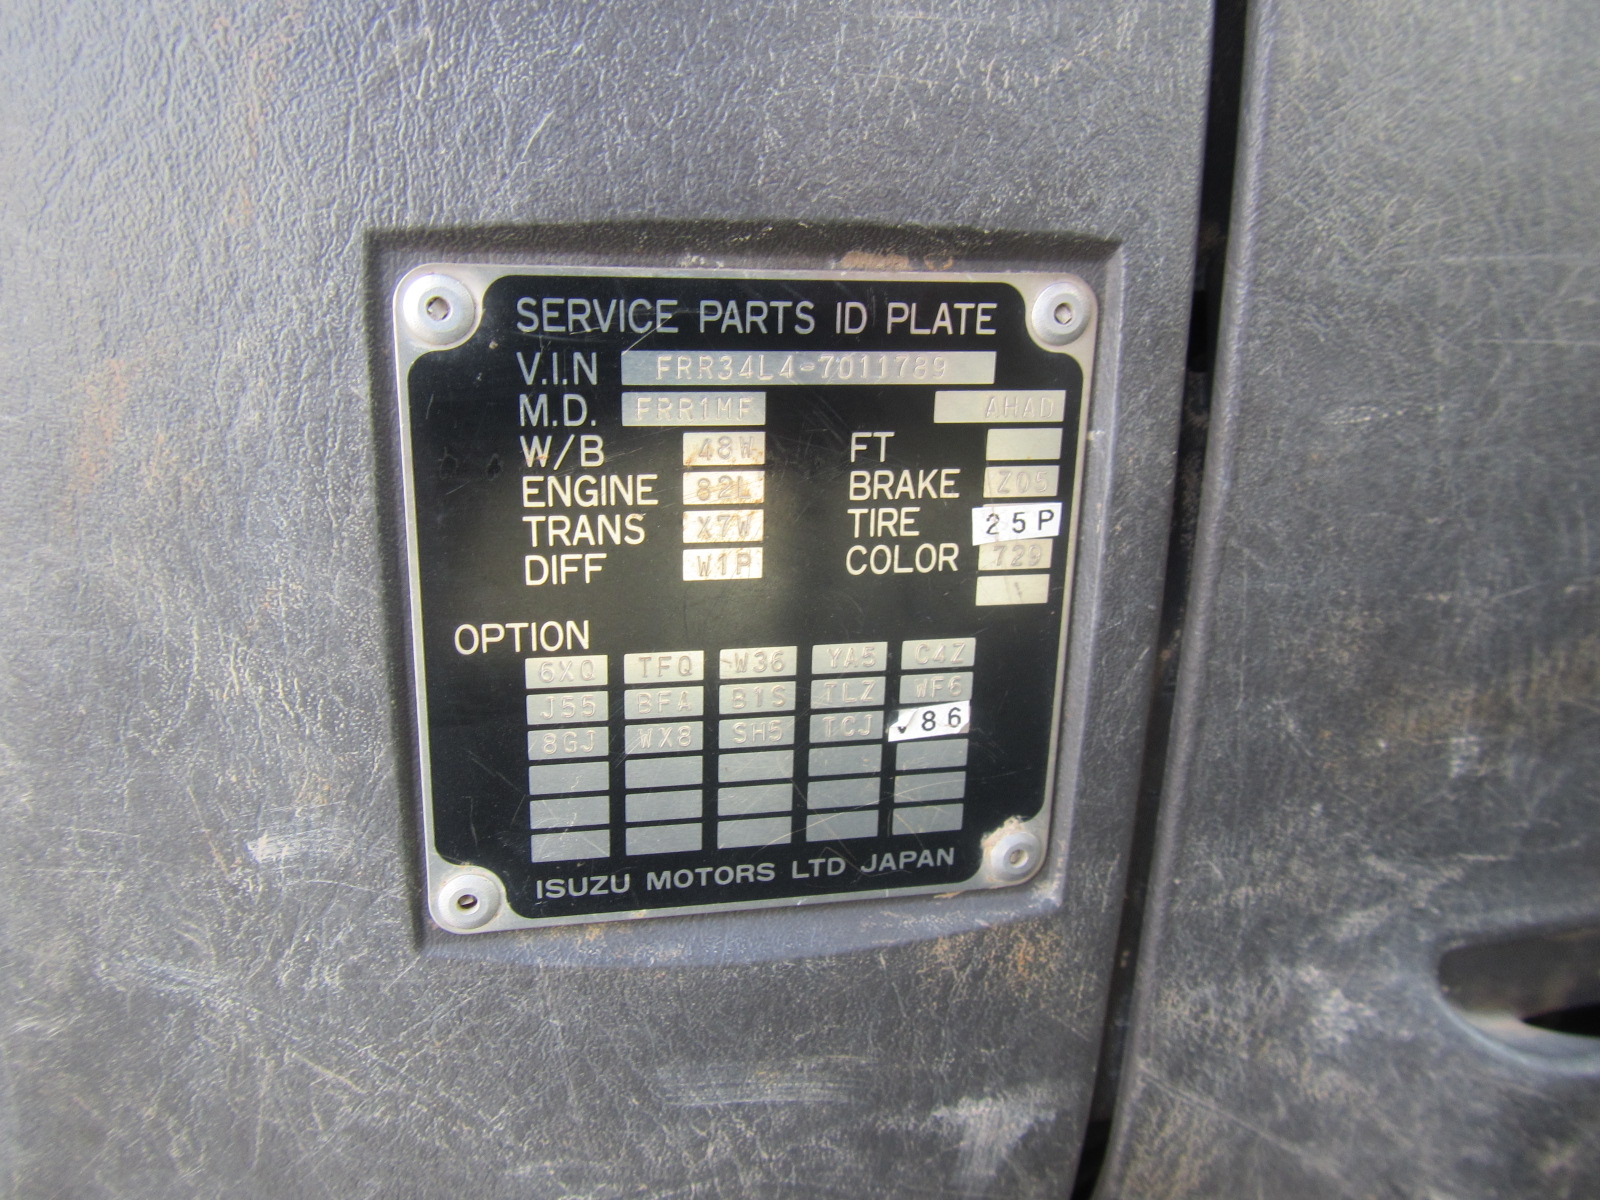 SERVICE PARTS ID PLATE
V.I.N FRR34L4-7011789
M.D. FRR1MF AHAD
W/B 48W FT
ENGINE 82L BRAKE Z05
TRANS X7W TIRE 25P
DIFF W1P COLOR 729
OPTION
6XQ TFQ W36 YA5 C4Z
J55 BFA B1S TLZ WF6
8GJ WX8 SH5 TCJ 86
ISUZU MOTORS LTD JAPAN